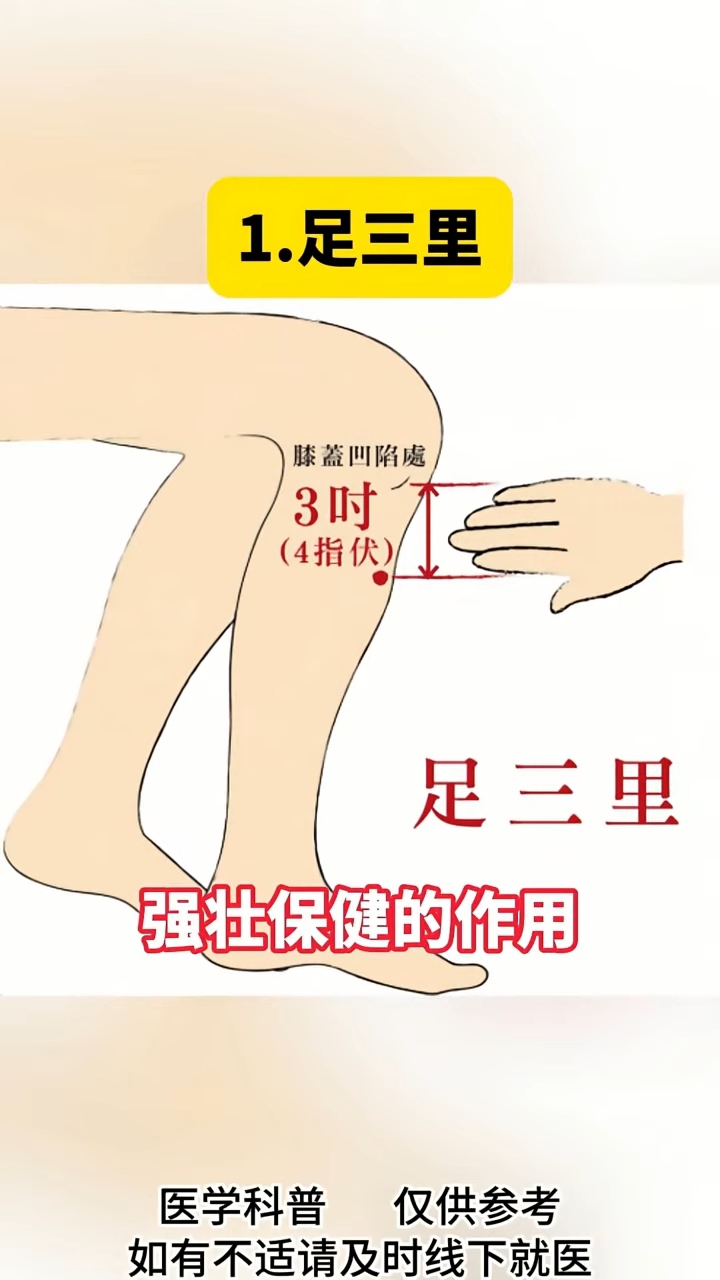 1.足三里
膝蓋凹陷處
3吋
(4指伏)
足三里
强壮保健的作用
医学科普 仅供参考
如有不适请及时线下就医